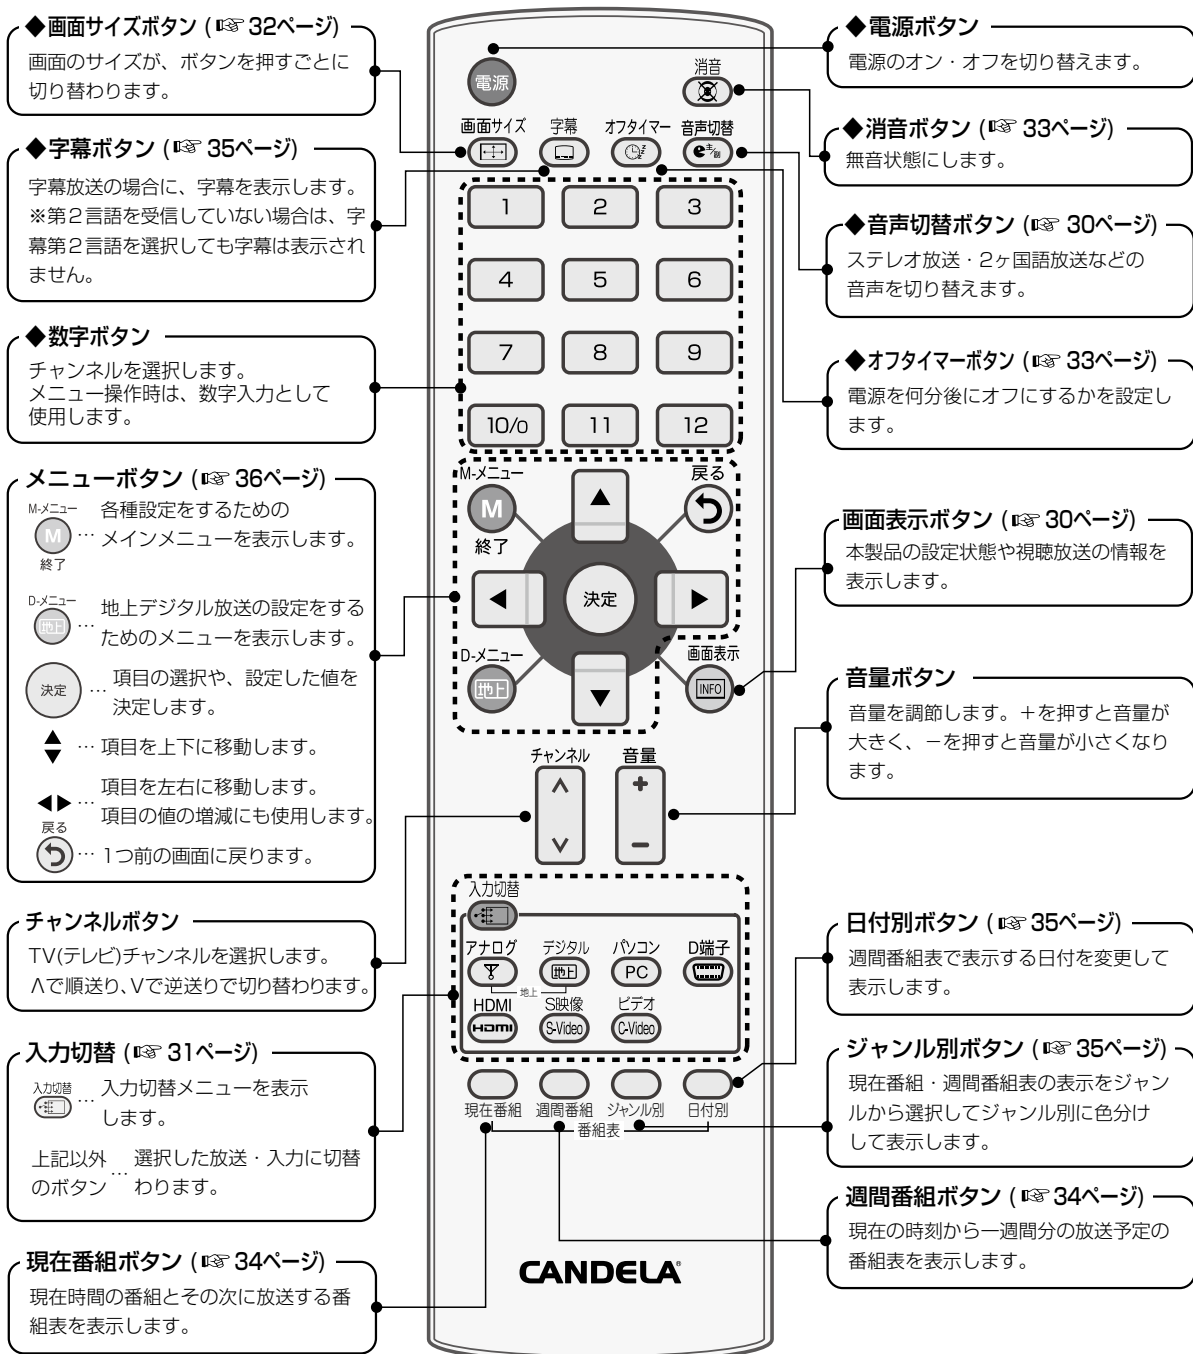 ◆画面サイズボタン (☞ 32ページ)
画面のサイズが、ボタンを押すごとに
切り替わります。
◆字幕ボタン (☞ 35ページ)
字幕放送の場合に、字幕を表示します。
※第2言語を受信していない場合は、字
幕第2言語を選択しても字幕は表示され
ません。
◆数字ボタン
チャンネルを選択します。
メニュー操作時は、数字入力として
使用します。
メニューボタン (☞ 36ページ)
M-メニュー
M
終了
… 各種設定をするための
メインメニューを表示します。
D-メニュー
地上
… 地上デジタル放送の設定をする
ためのメニューを表示します。
決定 … 項目の選択や、設定した値を
決定します。
▲▼ … 項目を上下に移動します。
◀▶ … 項目を左右に移動します。
項目の値の増減にも使用します。
戻る
… 1つ前の画面に戻ります。
チャンネルボタン
TV(テレビ)チャンネルを選択します。
∧で順送り、∨で逆送りで切り替わります。
入力切替 (☞ 31ページ)
入力切替 … 入力切替メニューを表示
します。
上記以外 … 選択した放送・入力に切替
のボタン わります。
現在番組ボタン (☞ 34ページ)
現在時間の番組とその次に放送する番
組表を表示します。
電源
消音
画面サイズ 字幕 オフタイマー 音声切替
主/副
1 2 3
4 5 6
7 8 9
10/0 11 12
M-メニュー
M
終了
▲
戻る
◀ 決定 ▶
D-メニュー
地上
▼
画面表示
INFO
チャンネル 音量
∧ +
∨ −
入力切替
アナログ デジタル パソコン D端子
地上 PC
地上
HDMI S映像 ビデオ
HDMI S-Video C-Video
現在番組 週間番組 ジャンル別 日付別
番組表
CANDELA®
◆電源ボタン
電源のオン・オフを切り替えます。
◆消音ボタン (☞ 33ページ)
無音状態にします。
◆音声切替ボタン (☞ 30ページ)
ステレオ放送・2ヶ国語放送などの
音声を切り替えます。
◆オフタイマーボタン (☞ 33ページ)
電源を何分後にオフにするかを設定し
ます。
画面表示ボタン (☞ 30ページ)
本製品の設定状態や視聴放送の情報を
表示します。
音量ボタン
音量を調節します。＋を押すと音量が
大きく、－を押すと音量が小さくなり
ます。
日付別ボタン (☞ 35ページ)
週間番組表で表示する日付を変更して
表示します。
ジャンル別ボタン (☞ 35ページ)
現在番組・週間番組表の表示をジャン
ルから選択してジャンル別に色分け
して表示します。
週間番組ボタン (☞ 34ページ)
現在の時刻から一週間分の放送予定の
番組表を表示します。